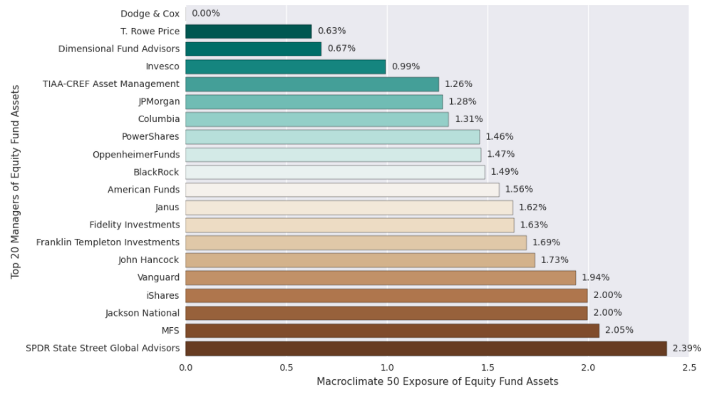 Dodge & Cox 0.00%
T. Rowe Price 0.63%
Dimensional Fund Advisors 0.67%
Invesco 0.99%
TIAA-CREF Asset Management 1.26%
JPMorgan 1.28%
Columbia 1.31%
PowerShares 1.46%
OppenheimerFunds 1.47%
BlackRock 1.49%
American Funds 1.56%
Janus 1.62%
Fidelity Investments 1.63%
Franklin Templeton Investments 1.69%
John Hancock 1.73%
Vanguard 1.94%
iShares 2.00%
Jackson National 2.00%
MFS 2.05%
SPDR State Street Global Advisors 2.39%
0.0 0.5 1.0 1.5 2.0 2.5
Macroclimate 50 Exposure of Equity Fund Assets
Top 20 Managers of Equity Fund Assets